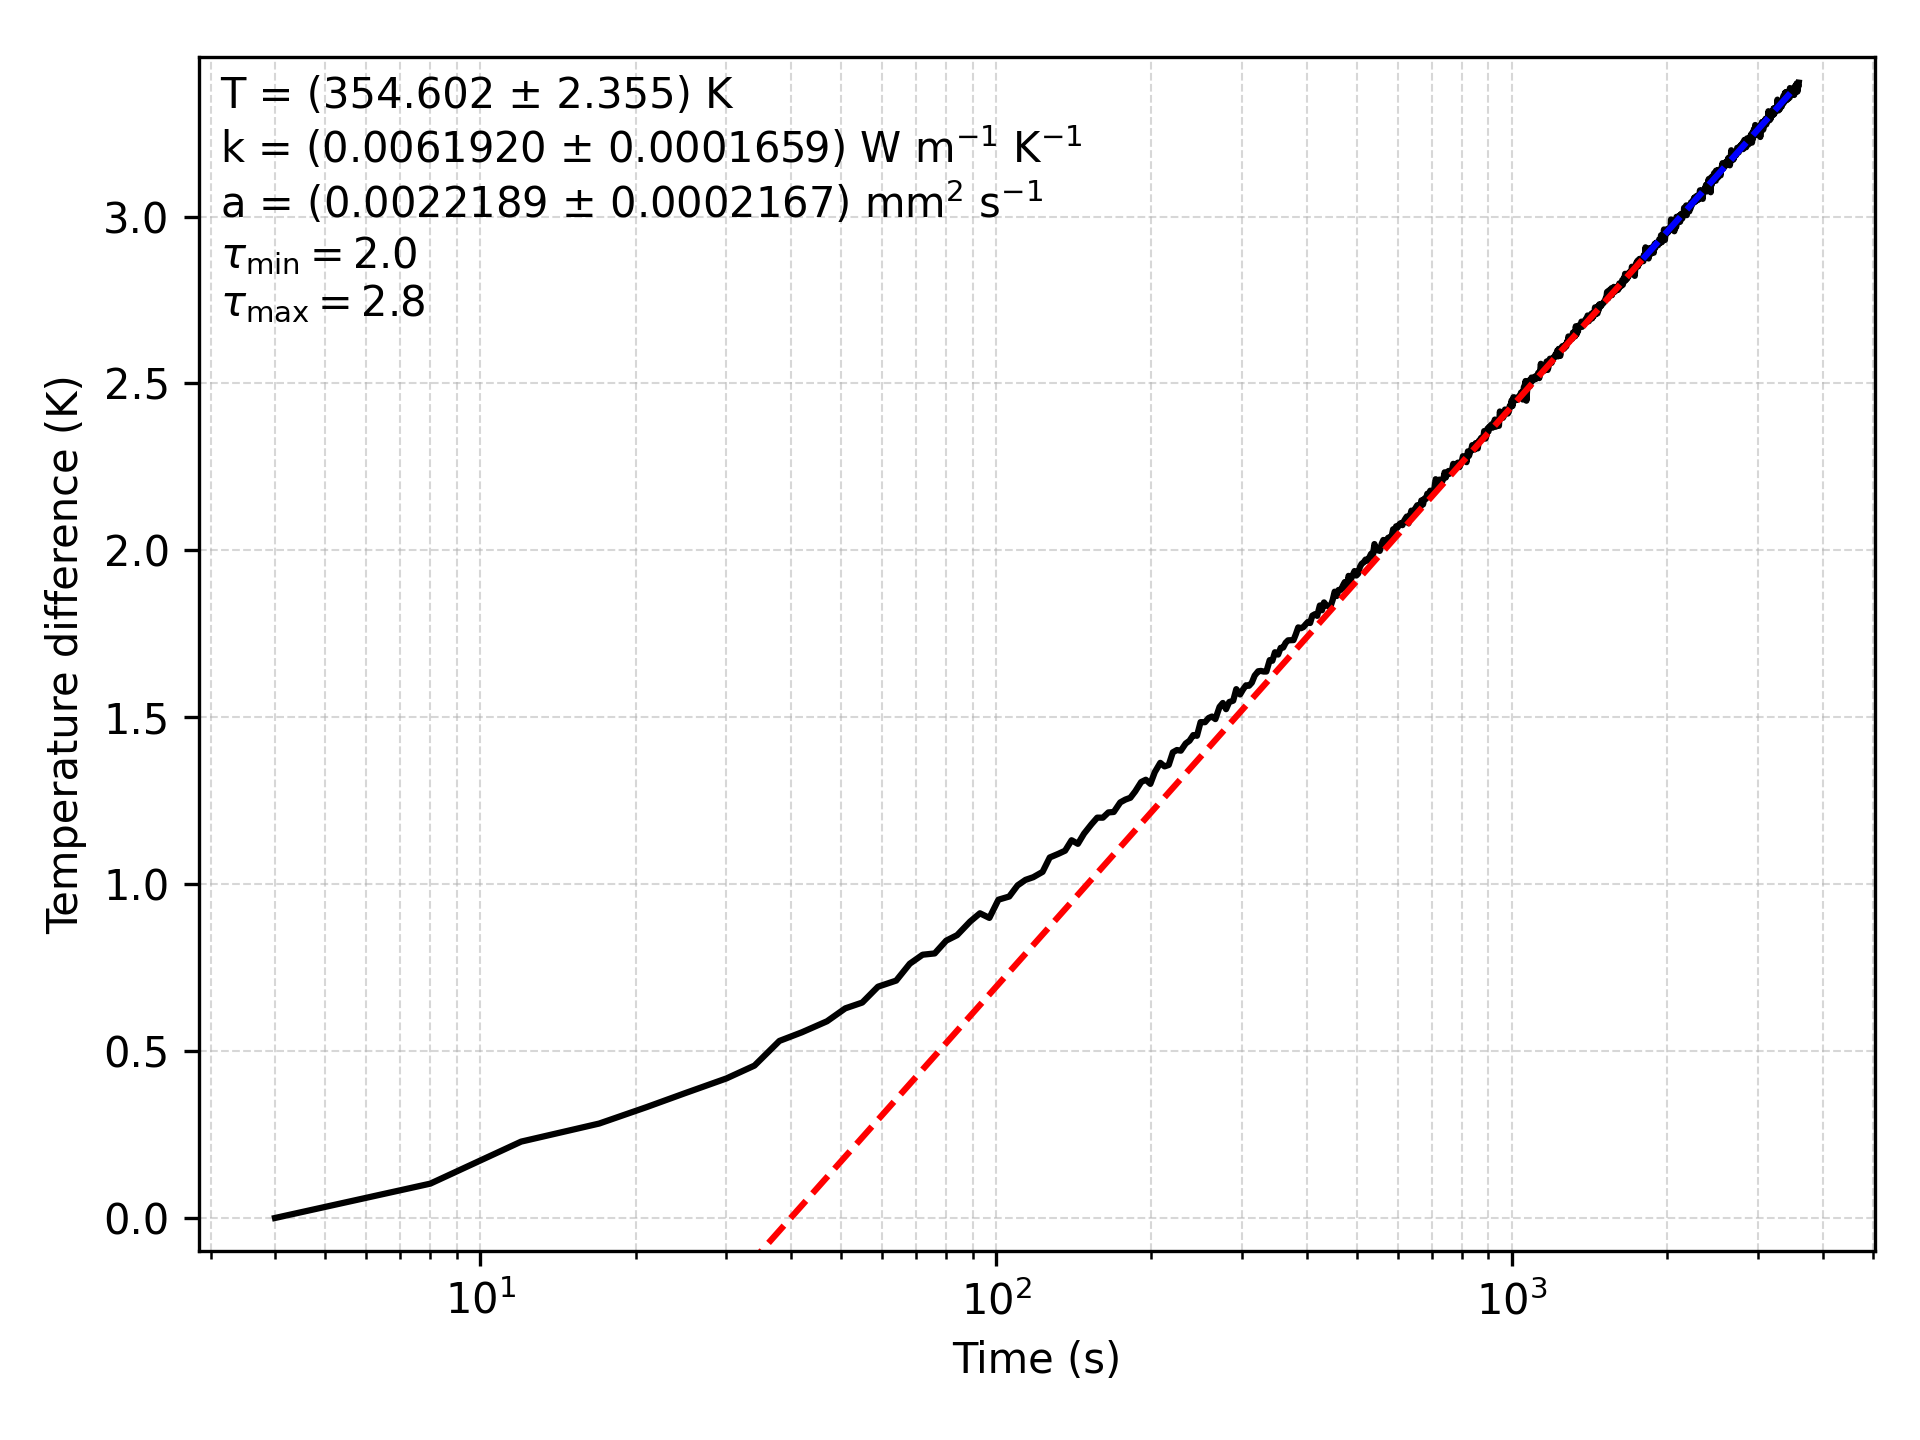 T = (354.602 ± 2.355) K
k = (0.0061920 ± 0.0001659) W m⁻¹ K⁻¹
a = (0.0022189 ± 0.0002167) mm² s⁻¹
τmin = 2.0
τmax = 2.8
Temperature difference (K)
3.0
2.5
2.0
1.5
1.0
0.5
0.0
10¹ 10² 10³
Time (s)